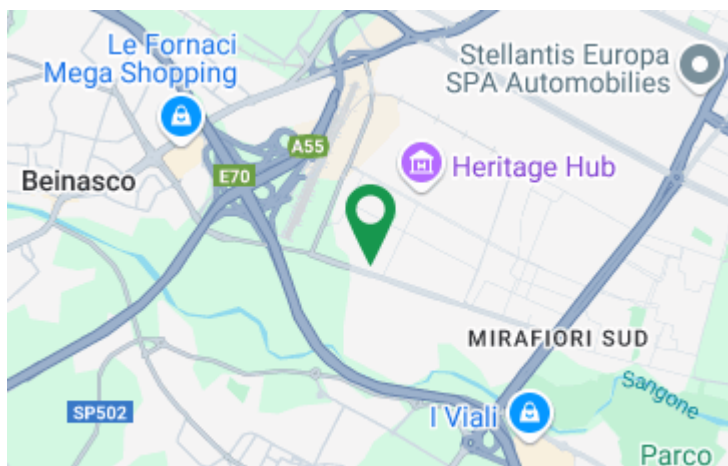 Le Fornaci
Mega Shopping
Stellantis Europa
SPA Automobilies
A55
Heritage Hub
E70
Beinasco
MIRAFIORI SUD
Sangone
SP502
I Viali
Parco